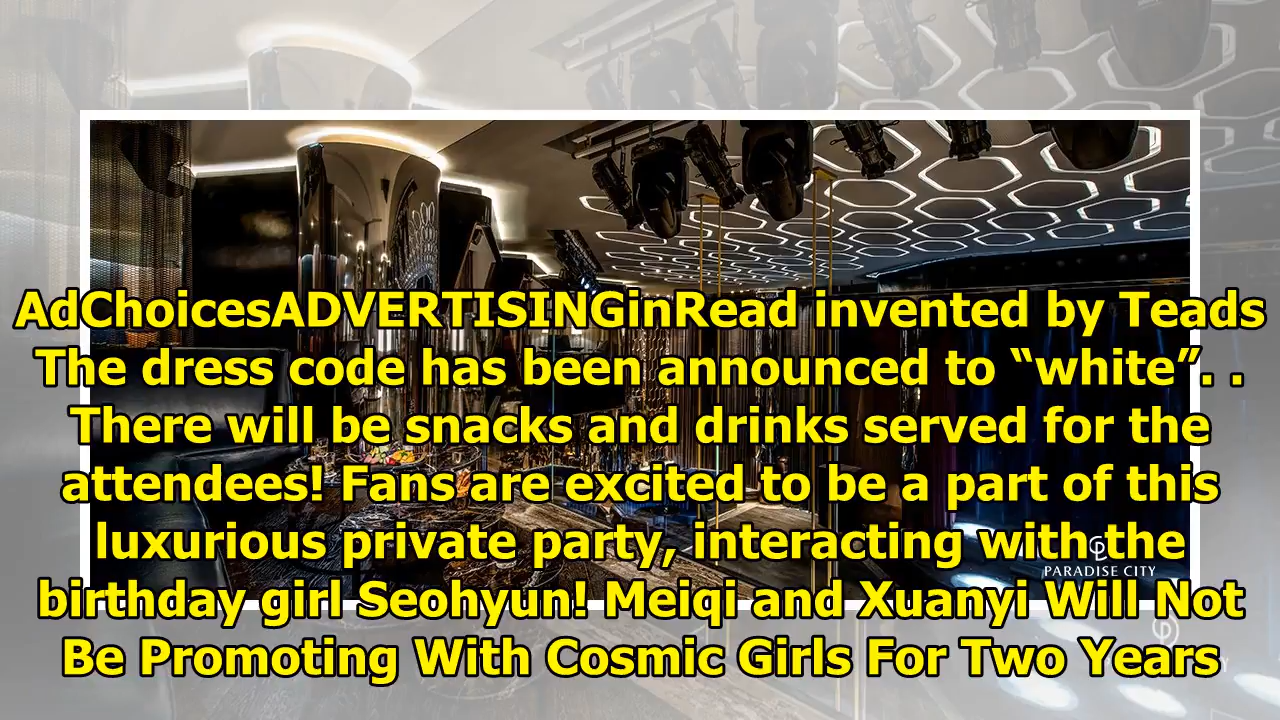 AdChoicesADVERTISINGinRead invented by Teads
The dress code has been announced to “white”. .
There will be snacks and drinks served for the
attendees! Fans are excited to be a part of this
luxurious private party, interacting with the
PARADISE CITY
birthday girl Seohyun! Meiqi and Xuanyi Will Not
Be Promoting With Cosmic Girls For Two Years